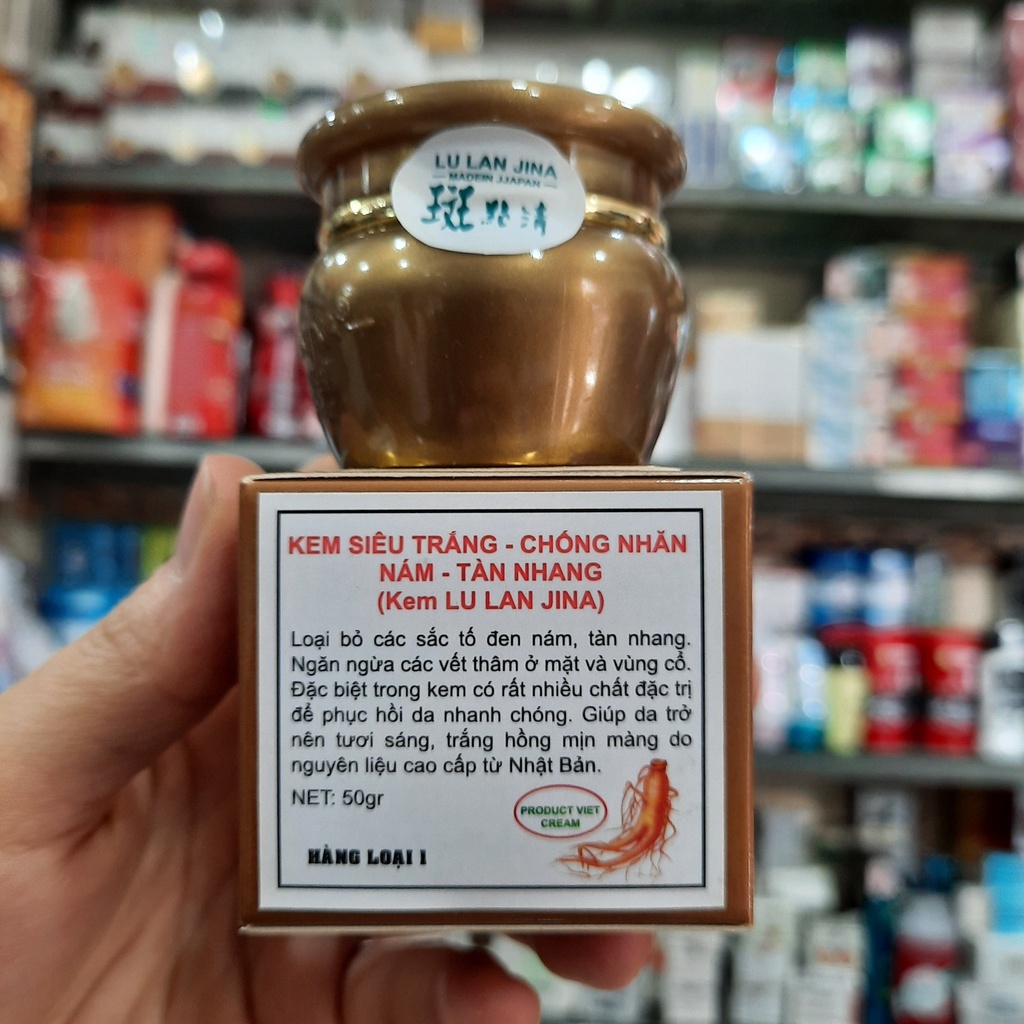 LU LAN JINA
MADEIN JJAPAN
斑點清
KEM SIÊU TRẮNG - CHỐNG NHĂN
NÁM - TÀN NHANG
(Kem LU LAN JINA)
Loại bỏ các sắc tố đen nám, tàn nhang.
Ngăn ngừa các vết thâm ở mặt và vùng cổ.
Đặc biệt trong kem có rất nhiều chất đặc trị
để phục hồi da nhanh chóng. Giúp da trở
nên tươi sáng, trắng hồng mịn màng do
nguyên liệu cao cấp từ Nhật Bản.
NET: 50gr
PRODUCT VIET
CREAM
HÀNG LOẠI 1